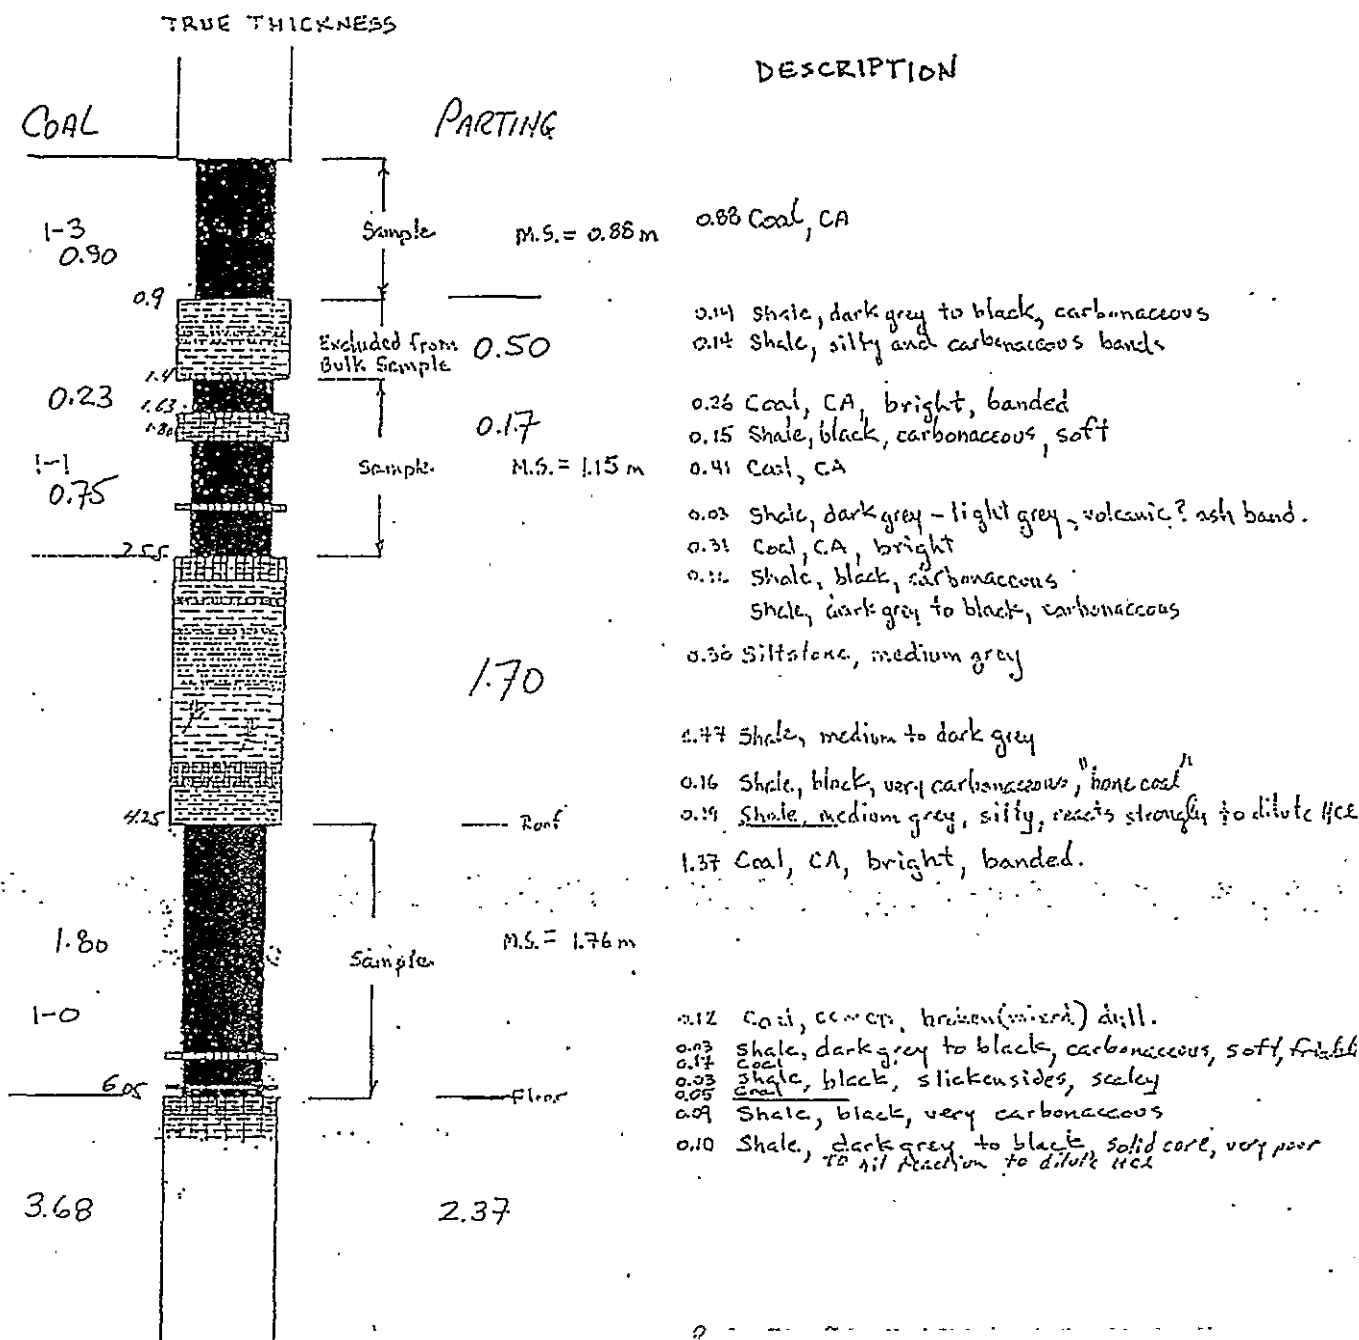 TRUE THICKNESS
DESCRIPTION
COAL
PARTING
1-3
0.90
Sample
M.S. = 0.88 m
0.88 Coal, CA
0.9
0.14 Shale, dark grey to black, carbonaceous
Excluded from
Bulk Sample
0.50
0.14 Shale, silty and carbonaceous bands
1.4
0.23
1.63
0.26 Coal, CA, bright, banded
1.80
0.17
0.15 Shale, black, carbonaceous, soft
1-1
0.75
Sample
M.S. = 1.15 m
0.41 Coal, CA
0.03 Shale, dark grey - light grey, volcanic? ash band.
2.55
0.31 Coal, CA, bright
Shale, black, carbonaceous
Shale, dark grey to black, carbonaceous
0.36 Siltstone, medium grey
1.70
Shale, medium to dark grey
0.16 Shale, black, very carbonaceous, "bone coal"
4.25
Roof
0.19 Shale, medium grey, silty, reacts strongly to dilute HCl
1.37 Coal, CA, bright, banded.
1.80
Sample
M.S. = 1.76 m
1-0
0.12 Coal, broken (mixed) drill.
0.03 Shale, dark grey to black, carbonaceous, soft,
0.17 Coal
0.03 Shale, black, slickensides, scaley
6.05
Floor
0.05 Coal
0.09 Shale, black, very carbonaceous
0.10 Shale, dark grey to black, solid core, very poor
to nil reaction to dilute HCl
3.68
2.37